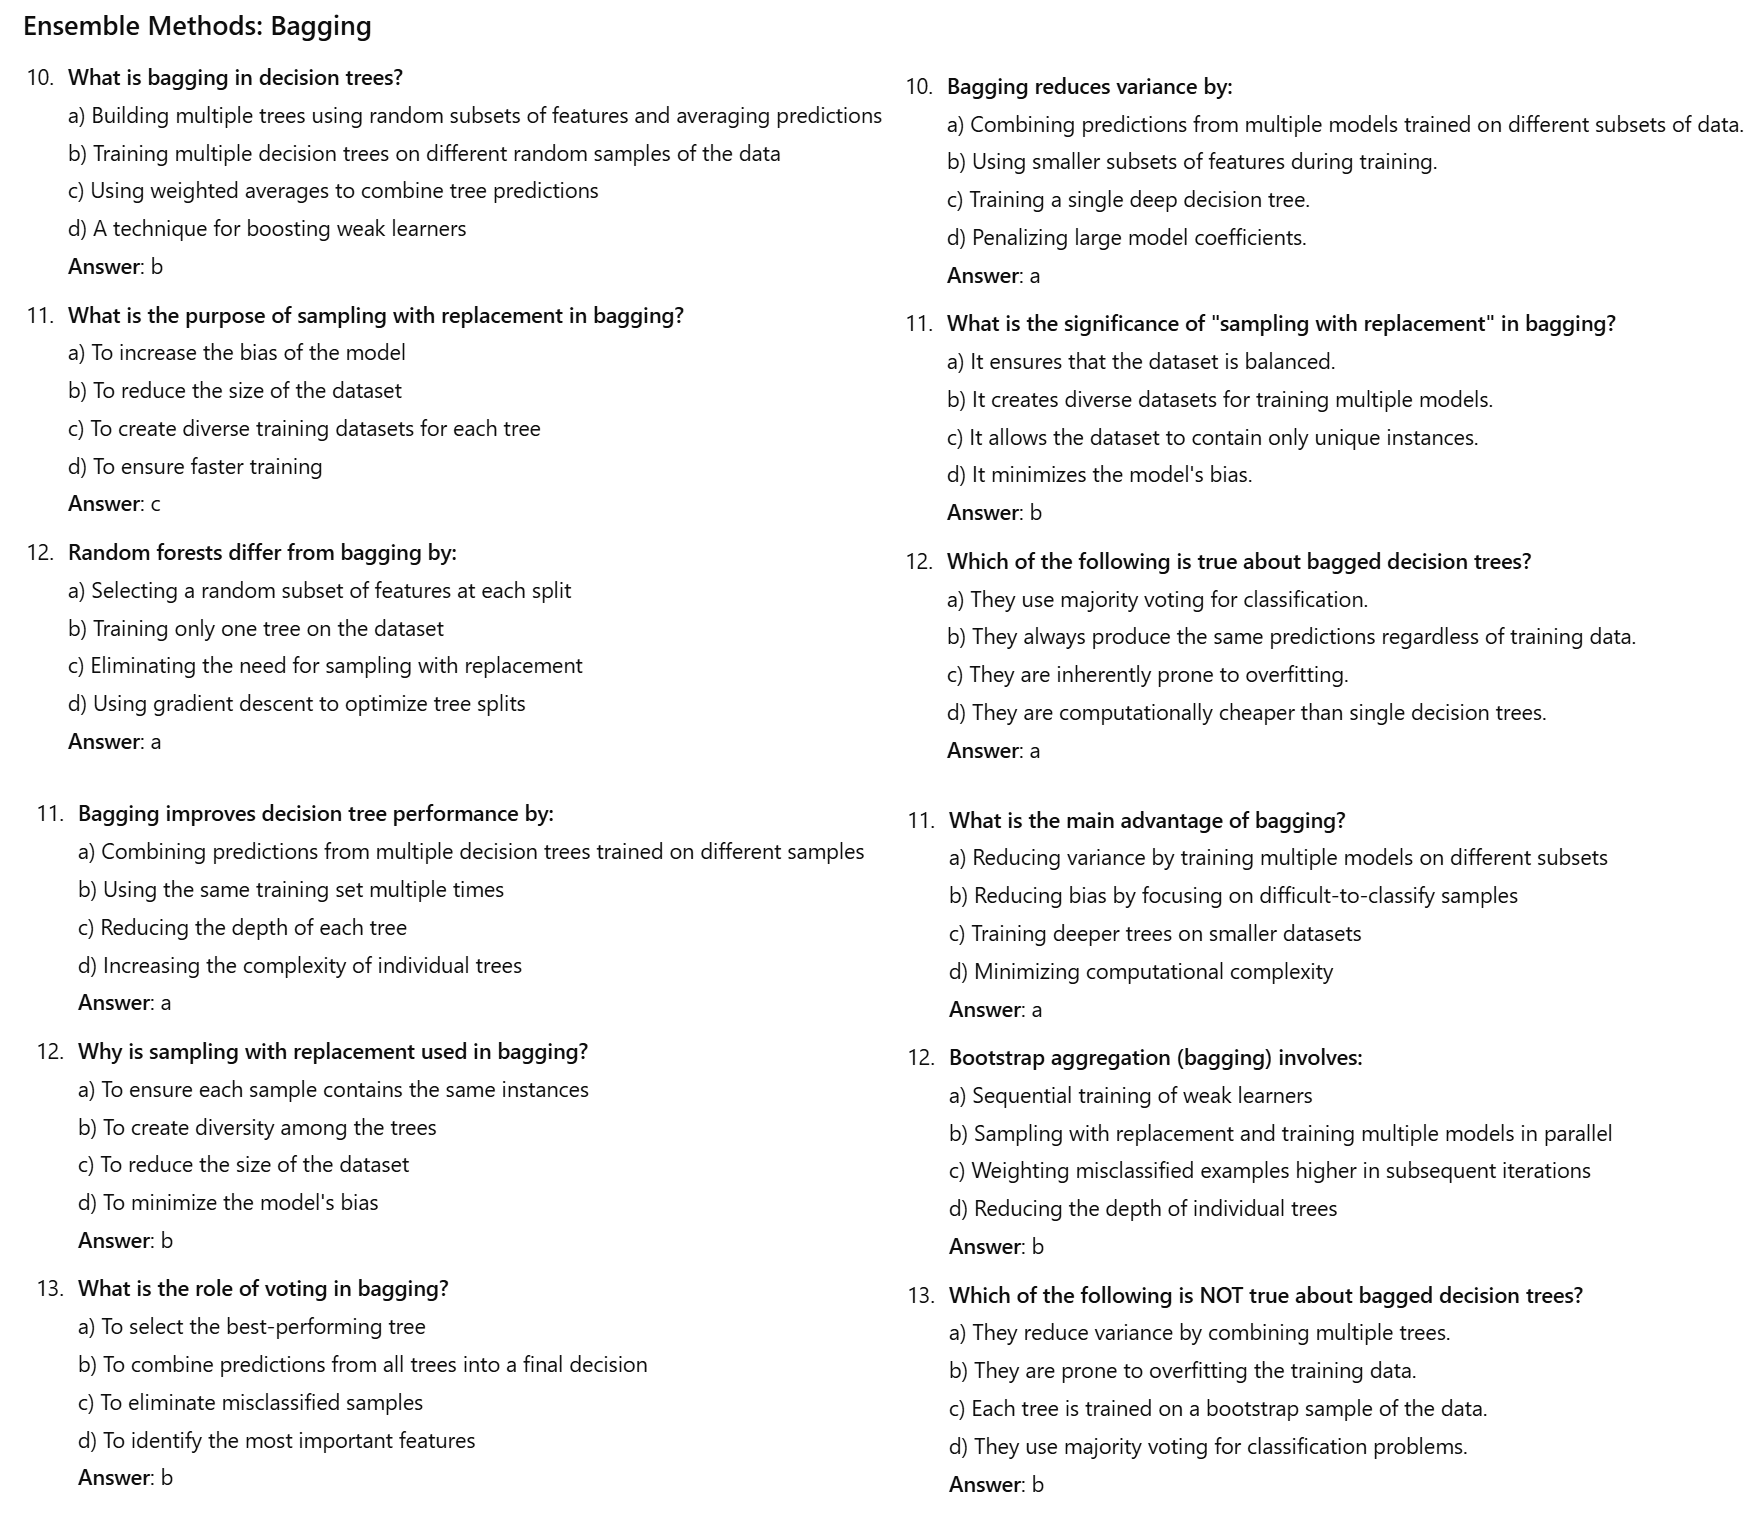 Ensemble Methods: Bagging
10. What is bagging in decision trees?
a) Building multiple trees using random subsets of features and averaging predictions
b) Training multiple decision trees on different random samples of the data
c) Using weighted averages to combine tree predictions
d) A technique for boosting weak learners
Answer: b
11. What is the purpose of sampling with replacement in bagging?
a) To increase the bias of the model
b) To reduce the size of the dataset
c) To create diverse training datasets for each tree
d) To ensure faster training
Answer: c
12. Random forests differ from bagging by:
a) Selecting a random subset of features at each split
b) Training only one tree on the dataset
c) Eliminating the need for sampling with replacement
d) Using gradient descent to optimize tree splits
Answer: a
10. Bagging reduces variance by:
a) Combining predictions from multiple models trained on different subsets of data.
b) Using smaller subsets of features during training.
c) Training a single deep decision tree.
d) Penalizing large model coefficients.
Answer: a
11. What is the significance of "sampling with replacement" in bagging?
a) It ensures that the dataset is balanced.
b) It creates diverse datasets for training multiple models.
c) It allows the dataset to contain only unique instances.
d) It minimizes the model's bias.
Answer: b
12. Which of the following is true about bagged decision trees?
a) They use majority voting for classification.
b) They always produce the same predictions regardless of training data.
c) They are inherently prone to overfitting.
d) They are computationally cheaper than single decision trees.
Answer: a
11. Bagging improves decision tree performance by:
a) Combining predictions from multiple decision trees trained on different samples
b) Using the same training set multiple times
c) Reducing the depth of each tree
d) Increasing the complexity of individual trees
Answer: a
12. Why is sampling with replacement used in bagging?
a) To ensure each sample contains the same instances
b) To create diversity among the trees
c) To reduce the size of the dataset
d) To minimize the model's bias
Answer: b
13. What is the role of voting in bagging?
a) To select the best-performing tree
b) To combine predictions from all trees into a final decision
c) To eliminate misclassified samples
d) To identify the most important features
Answer: b
11. What is the main advantage of bagging?
a) Reducing variance by training multiple models on different subsets
b) Reducing bias by focusing on difficult-to-classify samples
c) Training deeper trees on smaller datasets
d) Minimizing computational complexity
Answer: a
12. Bootstrap aggregation (bagging) involves:
a) Sequential training of weak learners
b) Sampling with replacement and training multiple models in parallel
c) Weighting misclassified examples higher in subsequent iterations
d) Reducing the depth of individual trees
Answer: b
13. Which of the following is NOT true about bagged decision trees?
a) They reduce variance by combining multiple trees.
b) They are prone to overfitting the training data.
c) Each tree is trained on a bootstrap sample of the data.
d) They use majority voting for classification problems.
Answer: b